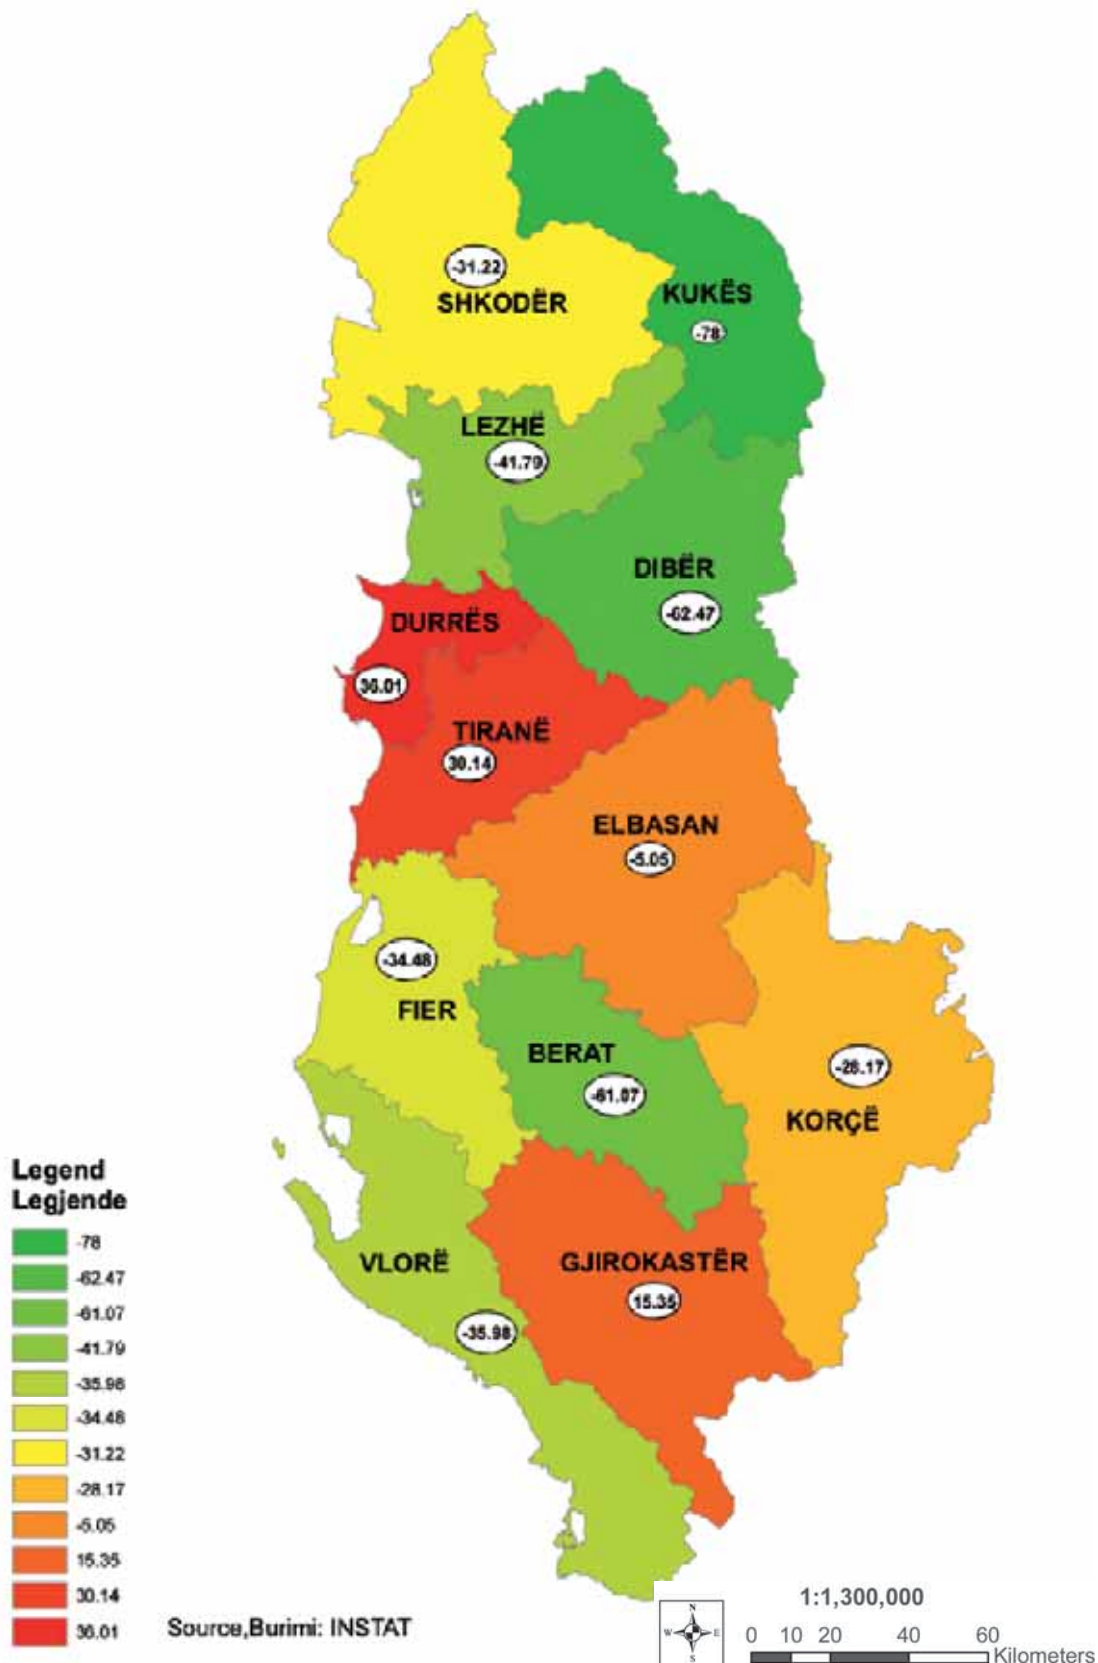 -31.22
SHKODËR
KUKËS
-78
LEZHË
-41.79
DIBËR
-62.47
DURRËS
36.01
TIRANË
30.14
ELBASAN
-5.05
-34.48
FIER
BERAT
-61.07
-28.17
KORÇË
VLORË
-35.98
GJIROKASTËR
15.35
Legend
Legjende
-78
-62.47
-61.07
-41.79
-35.98
-34.48
-31.22
-28.17
-5.05
15.35
30.14
36.01
Source,Burimi: INSTAT
N
W E
S
1:1,300,000
0 10 20 40 60
Kilometers